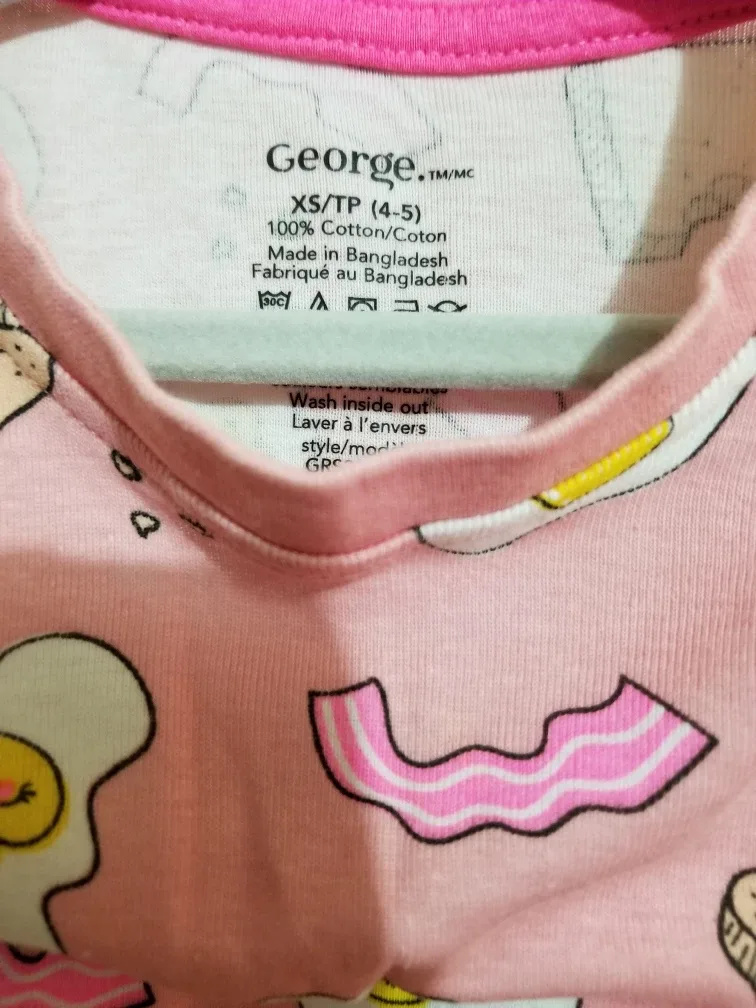 George.TM/MC
XS/TP (4-5)
100% Cotton/Coton
Made in Bangladesh
Fabriqué au Bangladesh
30C
Wash inside out
Laver à l'envers